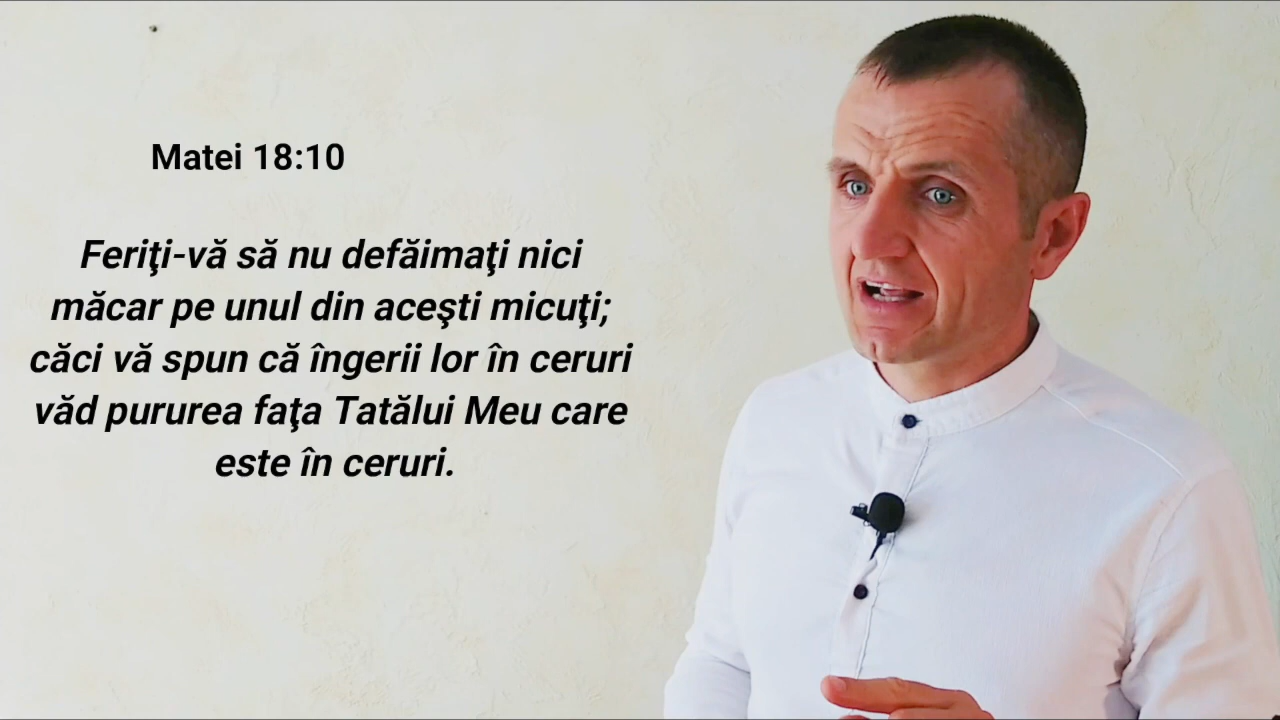 Matei 18:10
Feriţi-vă să nu defăimaţi nici
măcar pe unul din aceşti micuţi;
căci vă spun că îngerii lor în ceruri
văd pururea faţa Tatălui Meu care
este în ceruri.